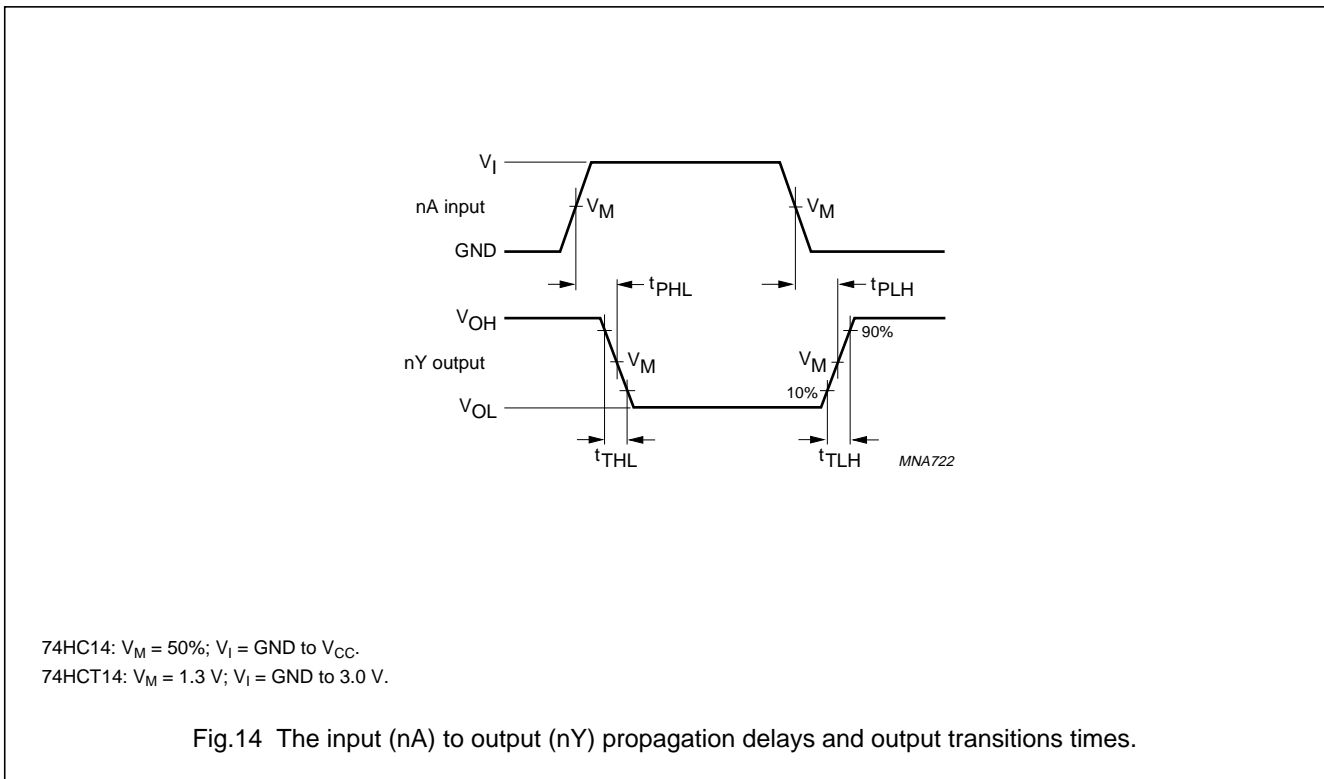 VI
nA input
VM
VM
GND
tPHL
tPLH
VOH
90%
nY output
VM
VM
10%
VOL
tTHL
tTLH
MNA722
74HC14: VM = 50%; VI = GND to VCC.
74HCT14: VM = 1.3 V; VI = GND to 3.0 V.
Fig.14 The input (nA) to output (nY) propagation delays and output transitions times.